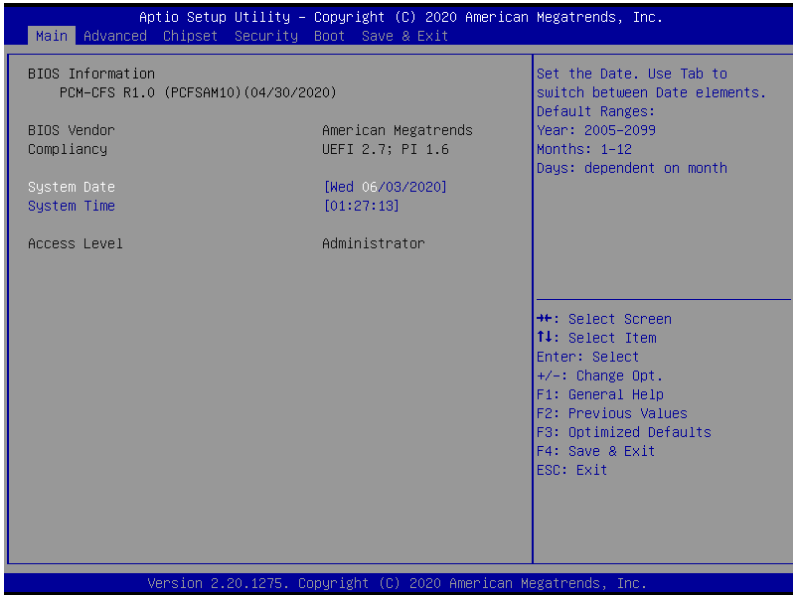 Aptio Setup Utility – Copyright (C) 2020 American Megatrends, Inc.
Main Advanced Chipset Security Boot Save & Exit
BIOS Information
PCM-CFS R1.0 (PCFSAM10)(04/30/2020)
BIOS Vendor American Megatrends
Compliancy UEFI 2.7; PI 1.6
System Date [Wed 06/03/2020]
System Time [01:27:13]
Access Level Administrator
Set the Date. Use Tab to
switch between Date elements.
Default Ranges:
Year: 2005-2099
Months: 1-12
Days: dependent on month
→←: Select Screen
↑↓: Select Item
Enter: Select
+/-: Change Opt.
F1: General Help
F2: Previous Values
F3: Optimized Defaults
F4: Save & Exit
ESC: Exit
Version 2.20.1275. Copyright (C) 2020 American Megatrends, Inc.